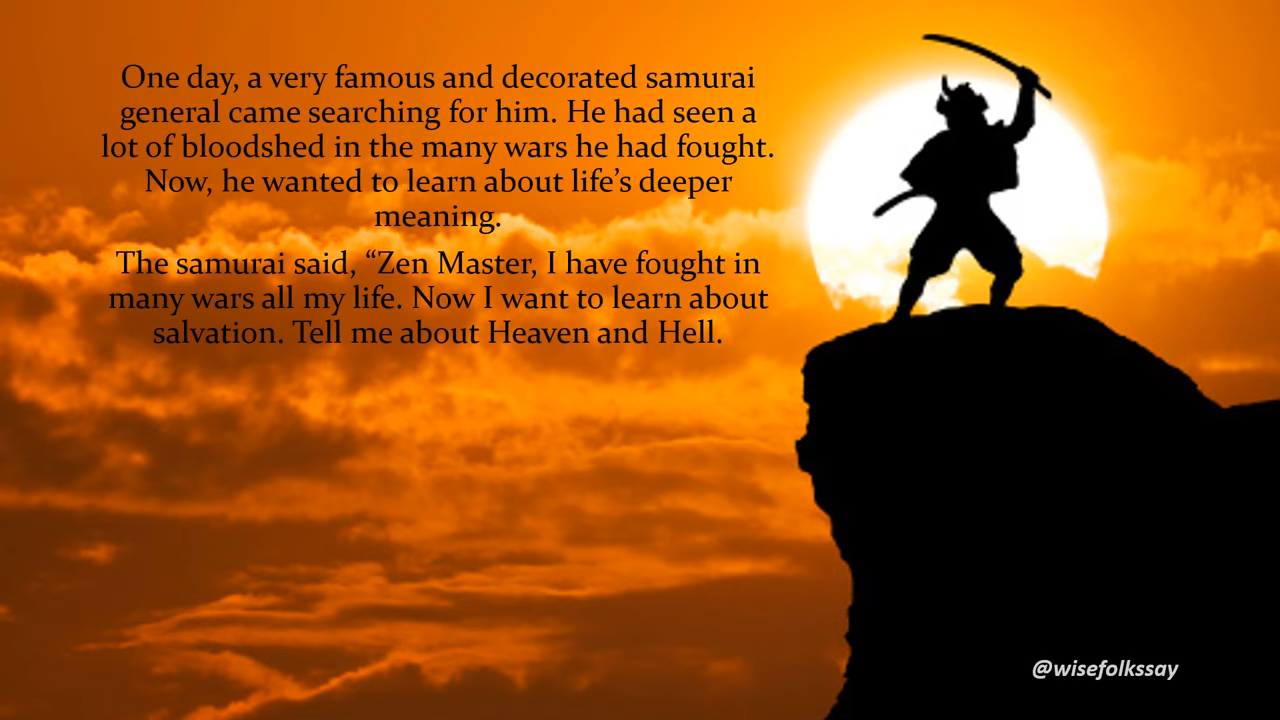 One day, a very famous and decorated samurai
general came searching for him. He had seen a
lot of bloodshed in the many wars he had fought.
Now, he wanted to learn about life’s deeper
meaning.
The samurai said, “Zen Master, I have fought in
many wars all my life. Now I want to learn about
salvation. Tell me about Heaven and Hell.
@wisefolkssay